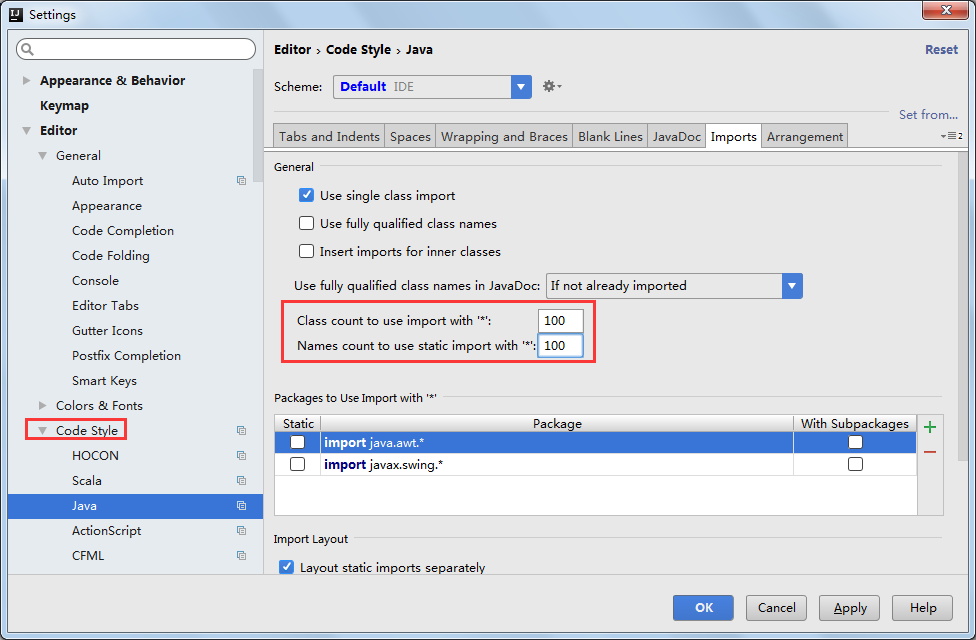 Settings
Appearance & Behavior
Keymap
Editor
General
Auto Import
Appearance
Code Completion
Code Folding
Console
Editor Tabs
Gutter Icons
Postfix Completion
Smart Keys
Colors & Fonts
Code Style
HOCON
Scala
Java
ActionScript
CFML
Editor › Code Style › Java
Reset
Scheme: Default IDE
Set from...
Tabs and Indents Spaces Wrapping and Braces Blank Lines JavaDoc Imports Arrangement
2
General
Use single class import
Use fully qualified class names
Insert imports for inner classes
Use fully qualified class names in JavaDoc: If not already imported
Class count to use import with '*': 100
Names count to use static import with '*': 100
Packages to Use Import with '*'
Static Package With Subpackages
import java.awt.*
import javax.swing.*
Import Layout
Layout static imports separately
OK Cancel Apply Help